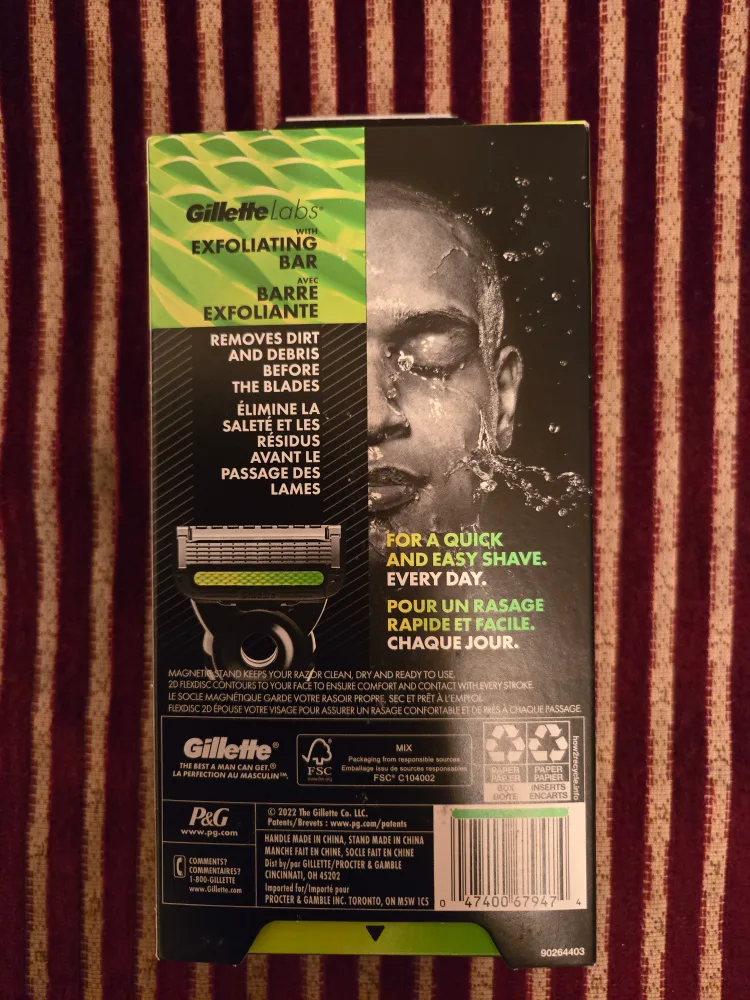 GilletteLabs®
WITH
EXFOLIATING
BAR
AVEC
BARRE
EXFOLIANTE
REMOVES DIRT
AND DEBRIS
BEFORE
THE BLADES
ÉLIMINE LA
SALETÉ ET LES
RÉSIDUS
AVANT LE
PASSAGE DES
LAMES
FOR A QUICK
AND EASY SHAVE.
EVERY DAY.
POUR UN RASAGE
RAPIDE ET FACILE.
CHAQUE JOUR.
MAGNETIC STAND KEEPS YOUR RAZOR CLEAN, DRY AND READY TO USE.
2D FLEXDISC CONTOURS TO YOUR FACE TO ENSURE COMFORT AND CONTACT WITH EVERY STROKE.
LE SOCLE MAGNÉTIQUE GARDE VOTRE RASOIR PROPRE, SEC ET PRÊT À L'EMPLOI.
FLEXDISC 2D ÉPOUSE VOTRE VISAGE POUR ASSURER UN RASAGE CONFORTABLE ET DE PRÈS À CHAQUE PASSAGE.
Gillette®
THE BEST A MAN CAN GET.®
LA PERFECTION AU MASCULIN™.
FSC
MIX
Packaging from responsible sources
Emballage issu de sources responsables
FSC® C104002
PAPER
PAPIER
BOX
BOÎTE
PAPER
PAPIER
INSERTS
ENCARTS
how2recycle.info
P&G
www.pg.com
COMMENTS?
COMMENTAIRES?
1-800-GILLETTE
www.Gillette.com
© 2022 The Gillette Co. LLC.
Patents/Brevets : www.pg.com/patents
HANDLE MADE IN CHINA, STAND MADE IN CHINA
MANCHE FAIT EN CHINE, SOCLE FAIT EN CHINE
Dist by/par GILLETTE/PROCTER & GAMBLE
CINCINNATI, OH 45202
Imported for/Importé pour
PROCTER & GAMBLE INC. TORONTO, ON M5W 1C5
0 47400 67947 4
90264403